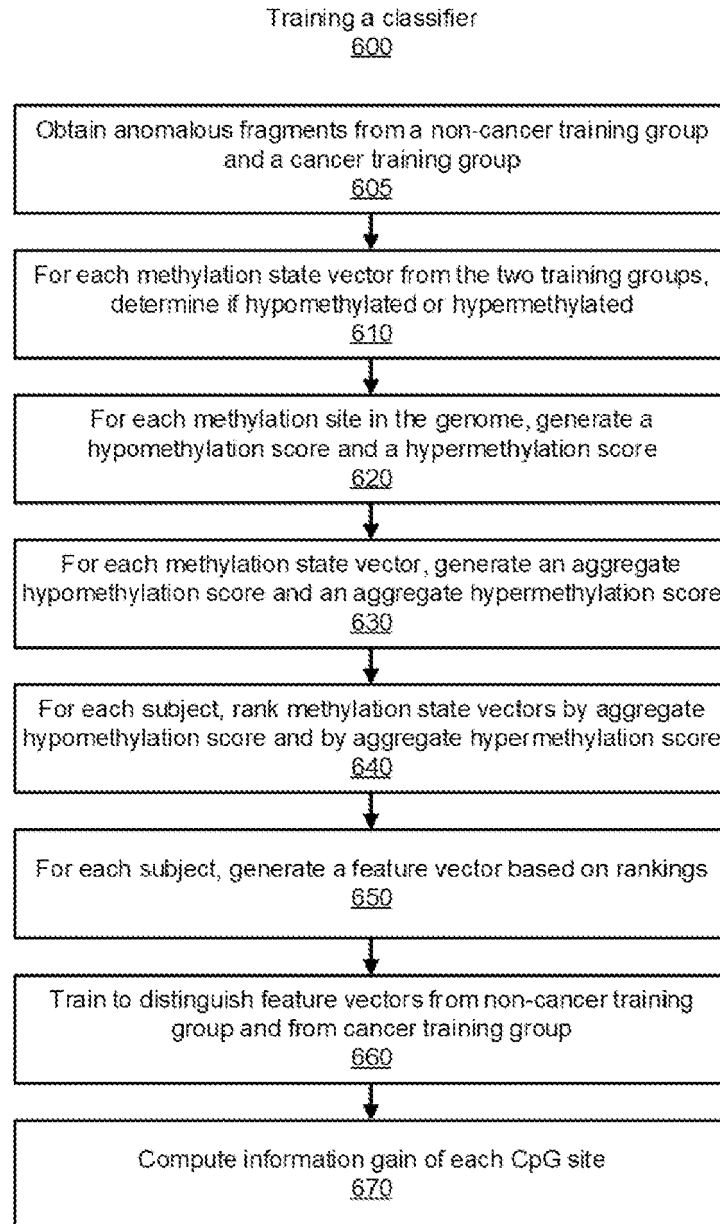 Training a classifier
600
Obtain anomalous fragments from a non-cancer training group
and a cancer training group
605
For each methylation state vector from the two training groups,
determine if hypomethylated or hypermethylated
610
For each methylation site in the genome, generate a
hypomethylation score and a hypermethylation score
620
For each methylation state vector, generate an aggregate
hypomethylation score and an aggregate hypermethylation score
630
For each subject, rank methylation state vectors by aggregate
hypomethylation score and by aggregate hypermethylation score
640
For each subject, generate a feature vector based on rankings
650
Train to distinguish feature vectors from non-cancer training
group and from cancer training group
660
Compute information gain of each CpG site
670